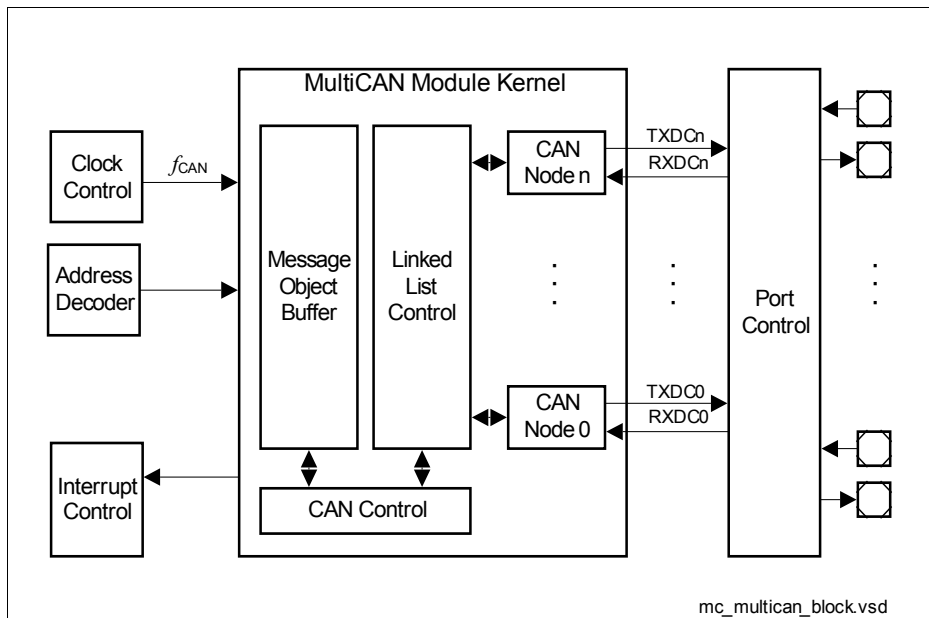 MultiCAN Module Kernel
Clock
Control
fCAN
Address
Decoder
Interrupt
Control
Message
Object
Buffer
Linked
List
Control
CAN Control
CAN
Node n
CAN
Node 0
TXDCn
RXDCn
TXDC0
RXDC0
Port
Control
mc_multican_block.vsd